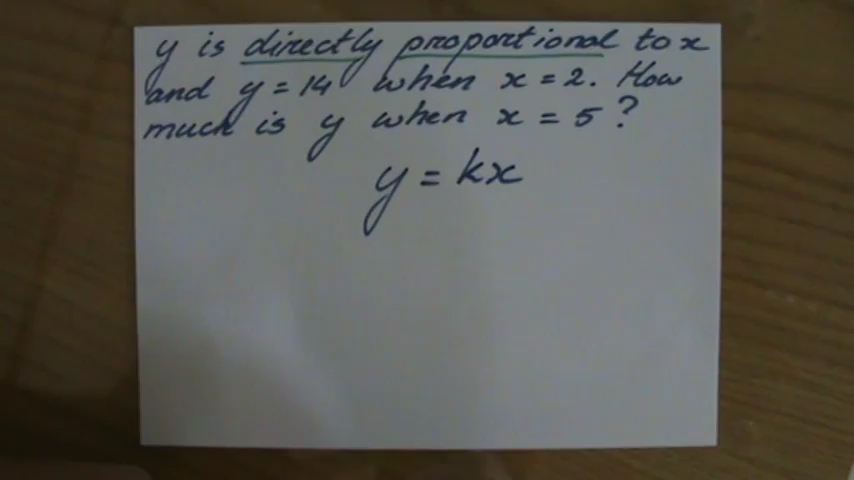 y is directly proportional to x
and y = 14 when x = 2. How
much is y when x = 5?
y = kx